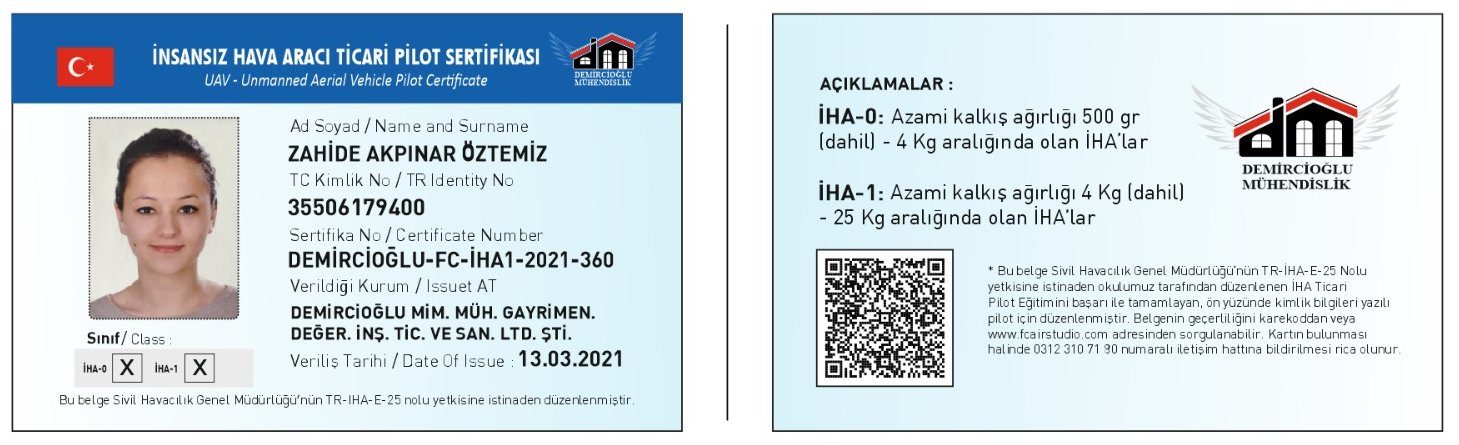 İNSANSIZ HAVA ARACI TİCARİ PİLOT SERTİFİKASI
UAV - Unmanned Aerial Vehicle Pilot Certificate
DEMİRCİOĞLU
MÜHENDİSLİK
Ad Soyad / Name and Surname
ZAHİDE AKPINAR ÖZTEMİZ
TC Kimlik No / TR Identity No
35506179400
Sertifika No / Certificate Number
DEMİRCİOĞLU-FC-İHA1-2021-360
Verildiği Kurum / Issuet AT
DEMİRCİOĞLU MİM. MÜH. GAYRİMEN.
DEĞER. İNŞ. TİC. VE SAN. LTD. ŞTİ.
Veriliş Tarihi / Date Of Issue : 13.03.2021
Sınıf/ Class :
İHA-0 X İHA-1 X
Bu belge Sivil Havacılık Genel Müdürlüğü'nün TR-IHA-E-25 nolu yetkisine istinaden düzenlenmiştir.
AÇIKLAMALAR :
İHA-0: Azami kalkış ağırlığı 500 gr
(dahil) - 4 Kg aralığında olan İHA'lar
İHA-1: Azami kalkış ağırlığı 4 Kg (dahil)
- 25 Kg aralığında olan İHA'lar
DEMİRCİOĞLU
MÜHENDİSLİK
* Bu belge Sivil Havacılık Genel Müdürlüğü'nün TR-İHA-E-25 Nolu
yetkisine istinaden okulumuz tarafından düzenlenen İHA Ticari
Pilot Eğitimini başarı ile tamamlayan, ön yüzünde kimlik bilgileri yazılı
pilot için düzenlenmiştir. Belgenin geçerliliğini karekoddan veya
www.fcairstudio.com adresinden sorgulanabilir. Kartın bulunması
halinde 0312 310 71 90 numaralı iletişim hattına bildirilmesi rica olunur.